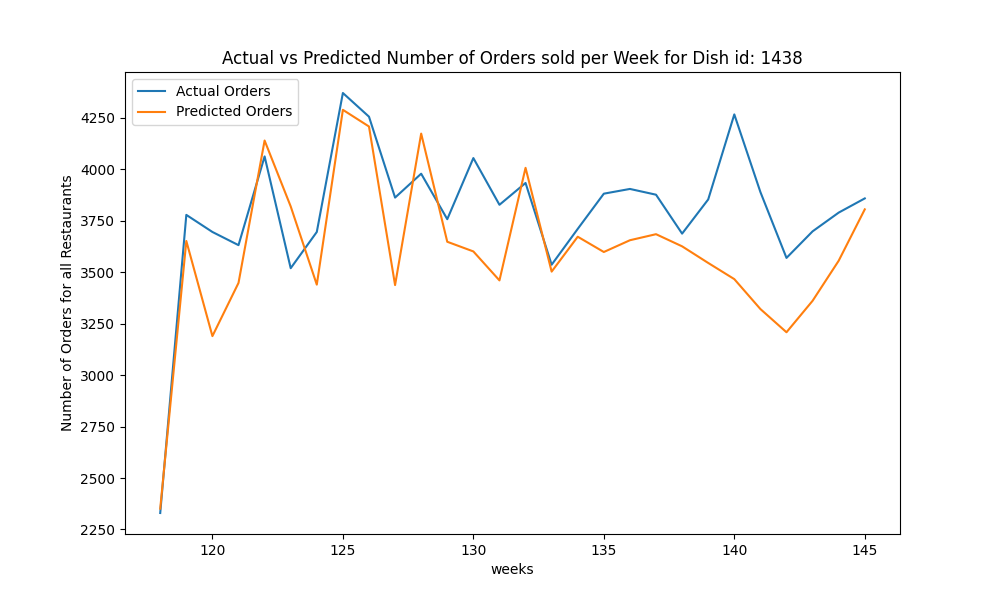 Actual vs Predicted Number of Orders sold per Week for Dish id: 1438
Actual Orders
Predicted Orders
Number of Orders for all Restaurants
4250
4000
3750
3500
3250
3000
2750
2500
2250
120 125 130 135 140 145
weeks